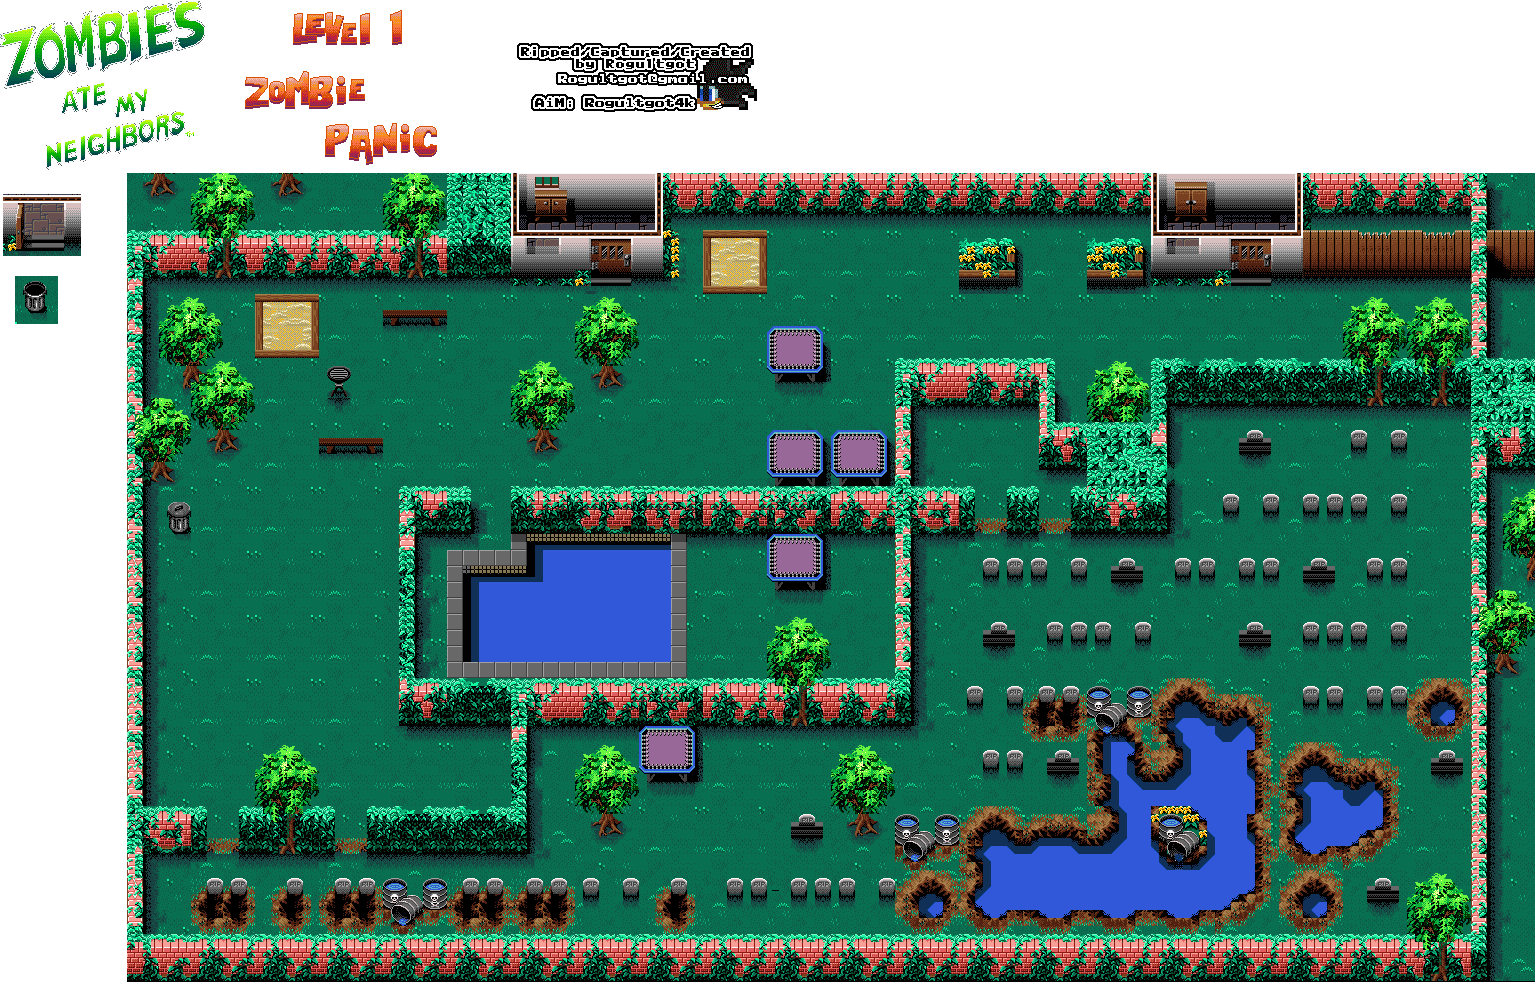 ZOMBIES
ATE MY
NEIGHBORS
LEVEL 1
ZOMBiE
PANiC
Ripped/Captured/Created
by Rogultgot
Rogultgot@gmail.com
AiM: Rogultgot4k